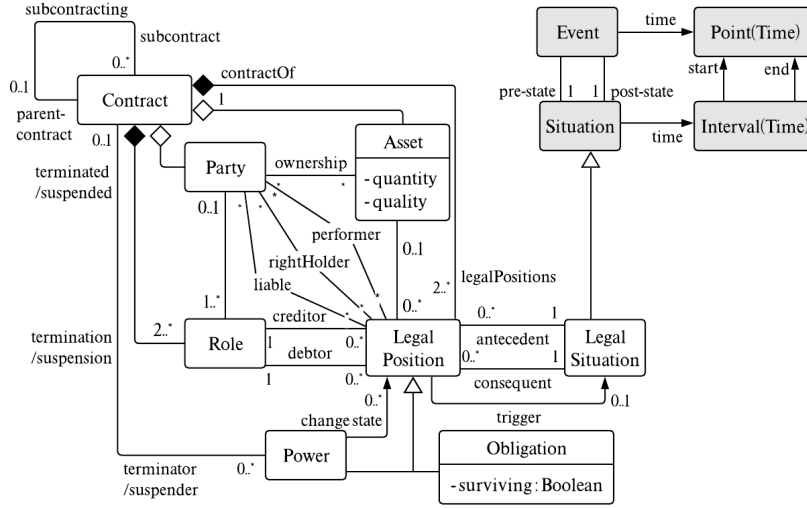 subcontracting
subcontract
0..*
0..1
parent-
contract
Contract
contractOf
1
0..1
terminated
/suspended
Party
ownership
*
*
Asset
- quantity
- quality
Event
time
Point(Time)
start
end
pre-state
1
1
post-state
Situation
time
Interval(Time)
0..1
*
*
*
performer
rightHolder
liable
0..1
legalPositions
2..*
0..*
1..*
*
*
*
2..*
Role
creditor
1
0..*
debtor
1
0..*
Legal
Position
0..*
1
antecedent
0..*
1
consequent
Legal
Situation
0..1
trigger
termination
/suspension
0..*
change state
Power
0..*
terminator
/suspender
Obligation
- surviving: Boolean